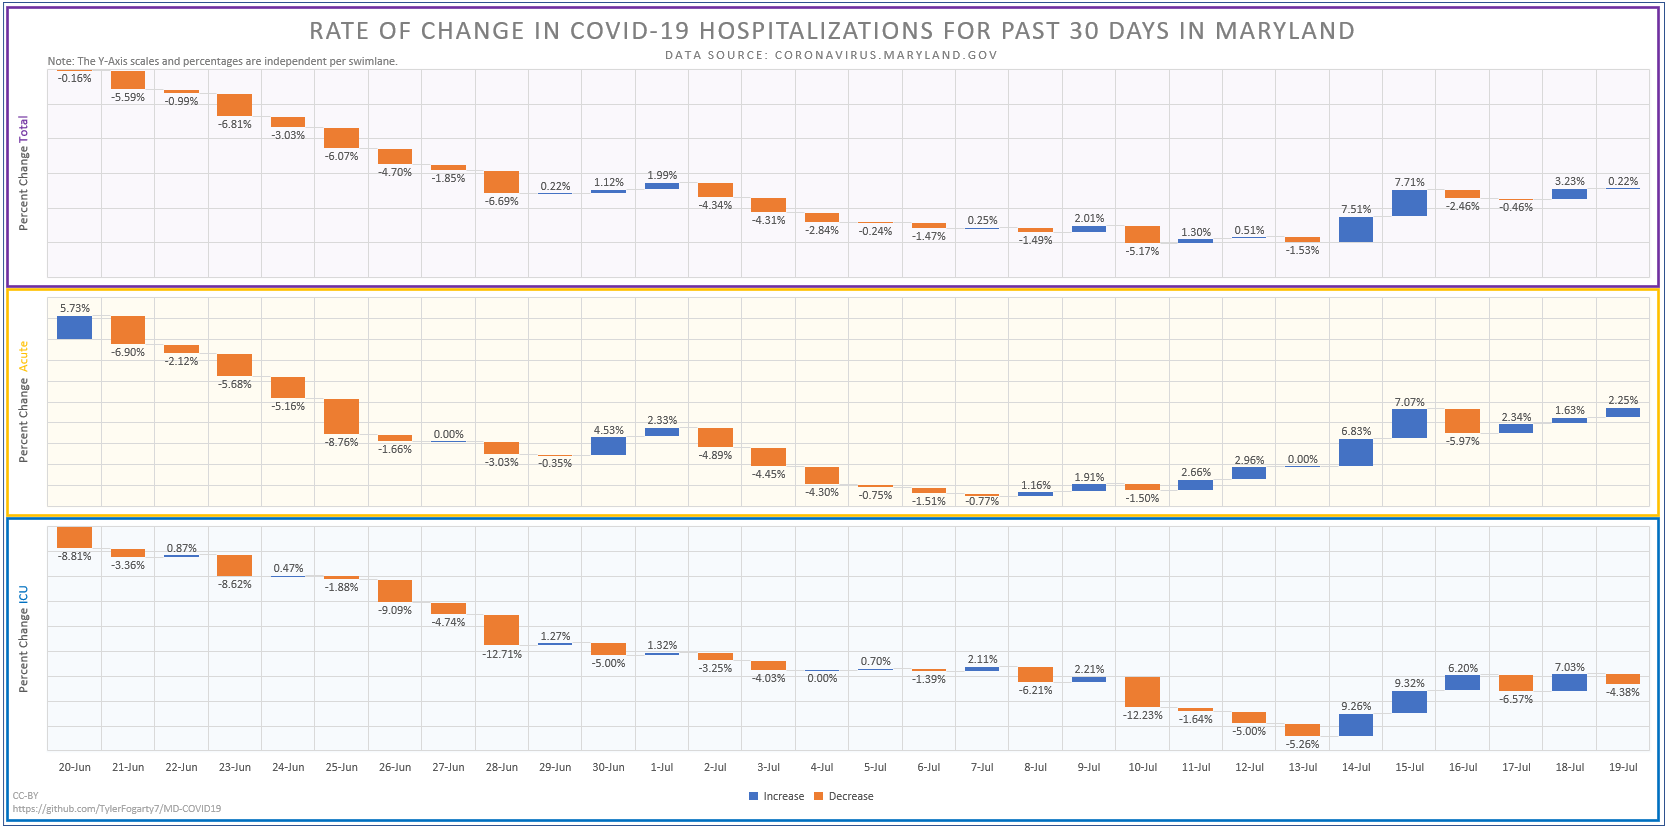 RATE OF CHANGE IN COVID-19 HOSPITALIZATIONS FOR PAST 30 DAYS IN MARYLAND
DATA SOURCE: CORONAVIRUS.MARYLAND.GOV
Note: The Y-Axis scales and percentages are independent per swimlane.
Percent Change Total
-0.16% -5.59% -0.99% -6.81% -3.03% -6.07% -4.70% -1.85% -6.69% 0.22% 1.12% 1.99% -4.34% -4.31% -2.84% -0.24% -1.47% 0.25% -1.49% 2.01% -5.17% 1.30% 0.51% -1.53% 7.51% 7.71% -2.46% -0.46% 3.23% 0.22%
Percent Change Acute
5.73% -6.90% -2.12% -5.68% -5.16% -8.76% -1.66% 0.00% -3.03% -0.35% 4.53% 2.33% -4.89% -4.45% -4.30% -0.75% -1.51% -0.77% 1.16% 1.91% -1.50% 2.66% 2.96% 0.00% 6.83% 7.07% -5.97% 2.34% 1.63% 2.25%
Percent Change ICU
-8.81% -3.36% 0.87% -8.62% 0.47% -1.88% -9.09% -4.74% -12.71% 1.27% -5.00% 1.32% -3.25% -4.03% 0.00% 0.70% -1.39% 2.11% -6.21% 2.21% -12.23% -1.64% -5.00% -5.26% 9.26% 9.32% 6.20% -6.57% 7.03% -4.38%
20-Jun 21-Jun 22-Jun 23-Jun 24-Jun 25-Jun 26-Jun 27-Jun 28-Jun 29-Jun 30-Jun 1-Jul 2-Jul 3-Jul 4-Jul 5-Jul 6-Jul 7-Jul 8-Jul 9-Jul 10-Jul 11-Jul 12-Jul 13-Jul 14-Jul 15-Jul 16-Jul 17-Jul 18-Jul 19-Jul
Increase Decrease
CC-BY
https://github.com/TylerFogarty7/MD-COVID19